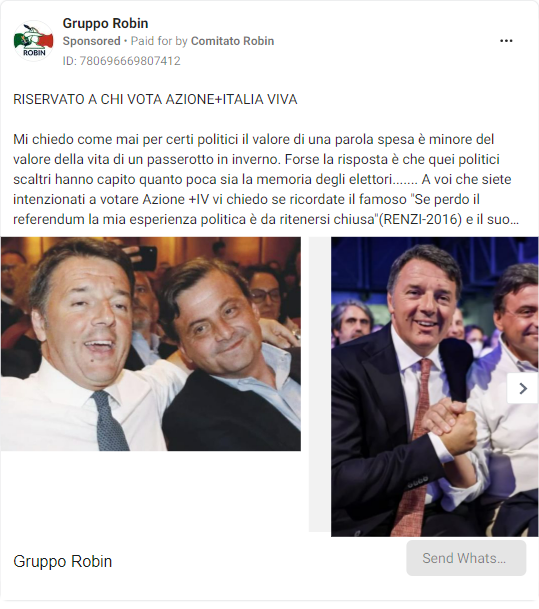 Gruppo Robin
Sponsored • Paid for by Comitato Robin
ID: 780696669807412
ROBIN
RISERVATO A CHI VOTA AZIONE+ITALIA VIVA
Mi chiedo come mai per certi politici il valore di una parola spesa è minore del
valore della vita di un passerotto in inverno. Forse la risposta è che quei politici
scaltri hanno capito quanto poca sia la memoria degli elettori....... A voi che siete
intenzionati a votare Azione +IV vi chiedo se ricordate il famoso "Se perdo il
referendum la mia esperienza politica è da ritenersi chiusa"(RENZI-2016) e il suo...
Gruppo Robin
Send Whats...